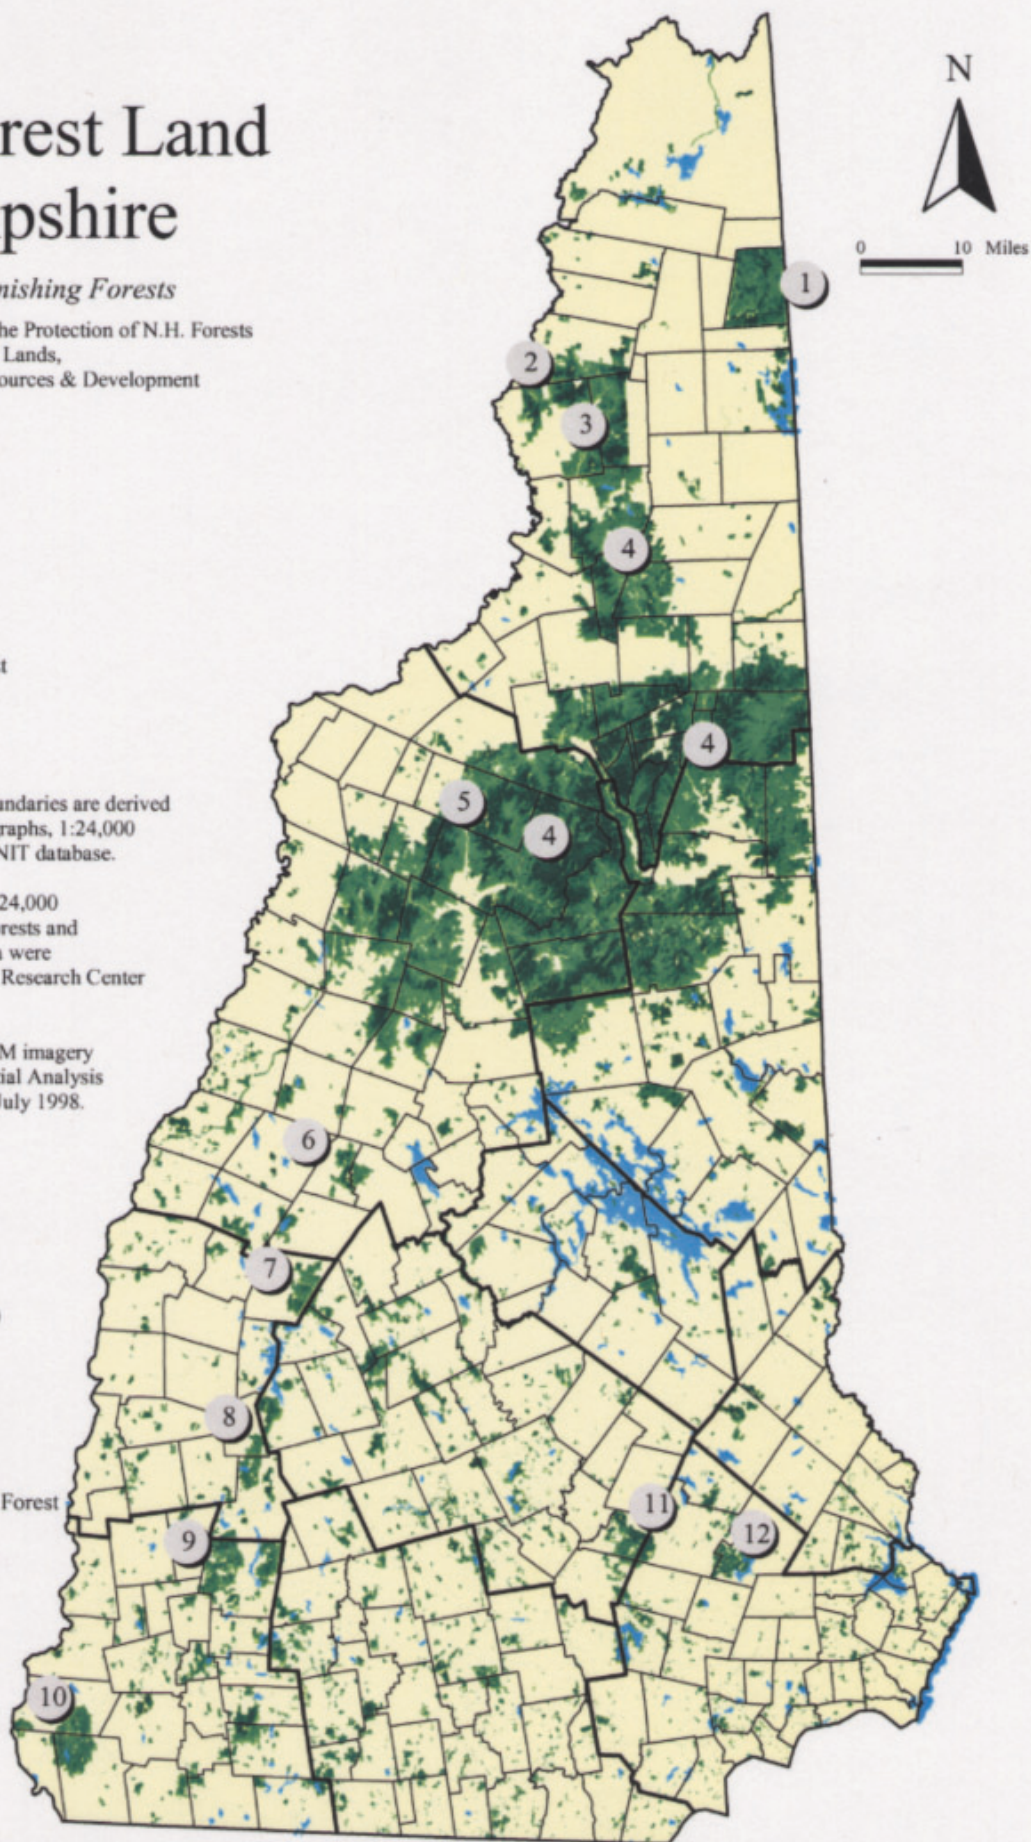 rest Land
pshire
nishing Forests
he Protection of N.H. Forests
Lands,
ources & Development
N
0 10 Miles
1
2
3
4
t
4
5
4
undaries are derived
raphs, 1:24,000
NIT database.
24,000
rests and
n were
Research Center
M imagery
ial Analysis
July 1998.
6
7
)
8
Forest
9
11
12
10